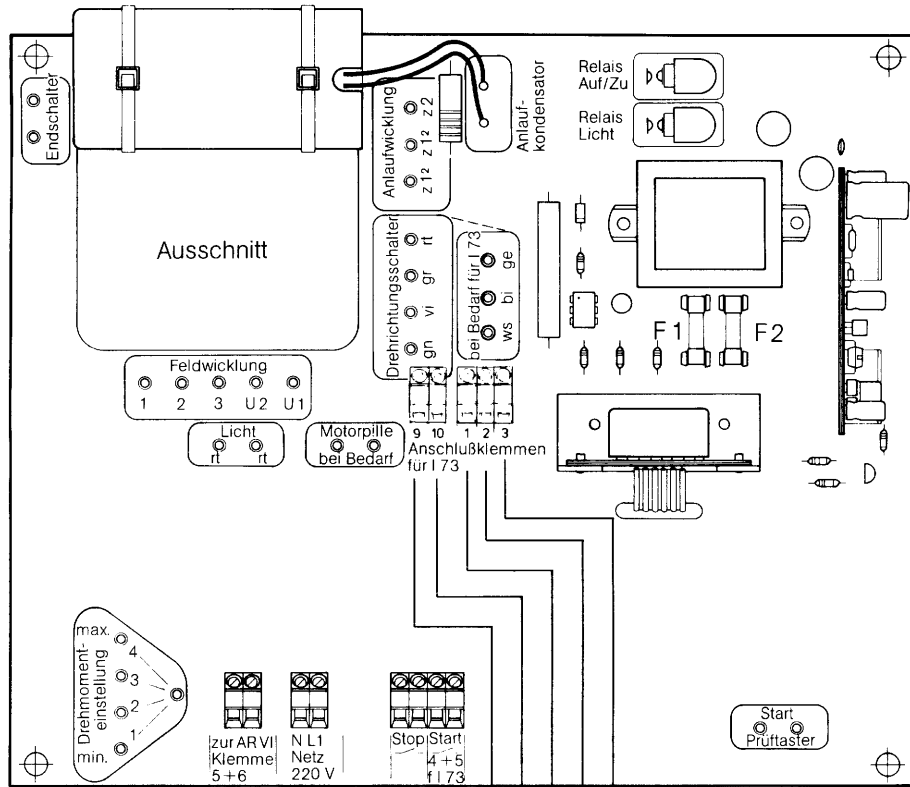 Endschalter
Anlaufwicklung
z2
z1²
z1²
Anlauf-
kondensator
Relais
Auf/Zu
Relais
Licht
Ausschnitt
Drehrichtungsschalter
rt
gr
vi
gn
bei Bedarf für I 73
ge
bi
ws
F1
F2
Feldwicklung
1 2 3 U2 U1
Licht
rt rt
Motorpille
bei Bedarf
9 10 1 2 3
Anschlußklemmen
für I 73
max.
Drehmoment-
einstellung
4
3
2
1
min.
zur AR VI
Klemme
5+6
N L1
Netz
220 V
Stop
Start
4+5
f I 73
Start
Prüftaster